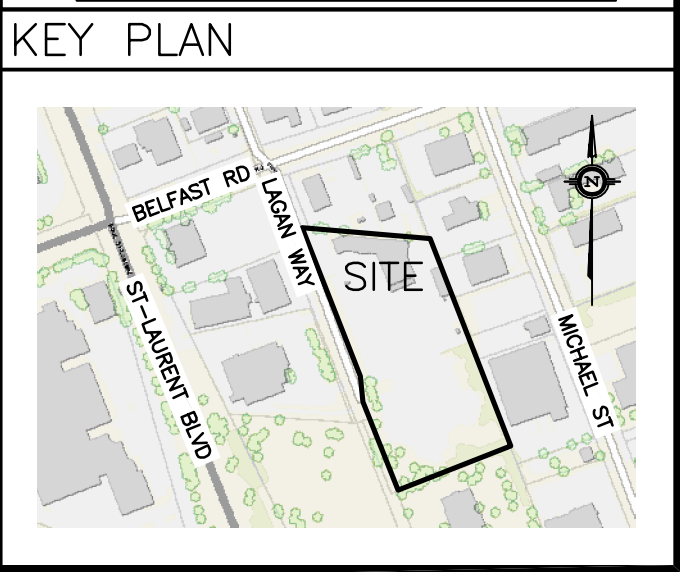 KEY PLAN
BELFAST RD
LAGAN WAY
N
SITE
ST-LAURENT BLVD
MICHAEL ST